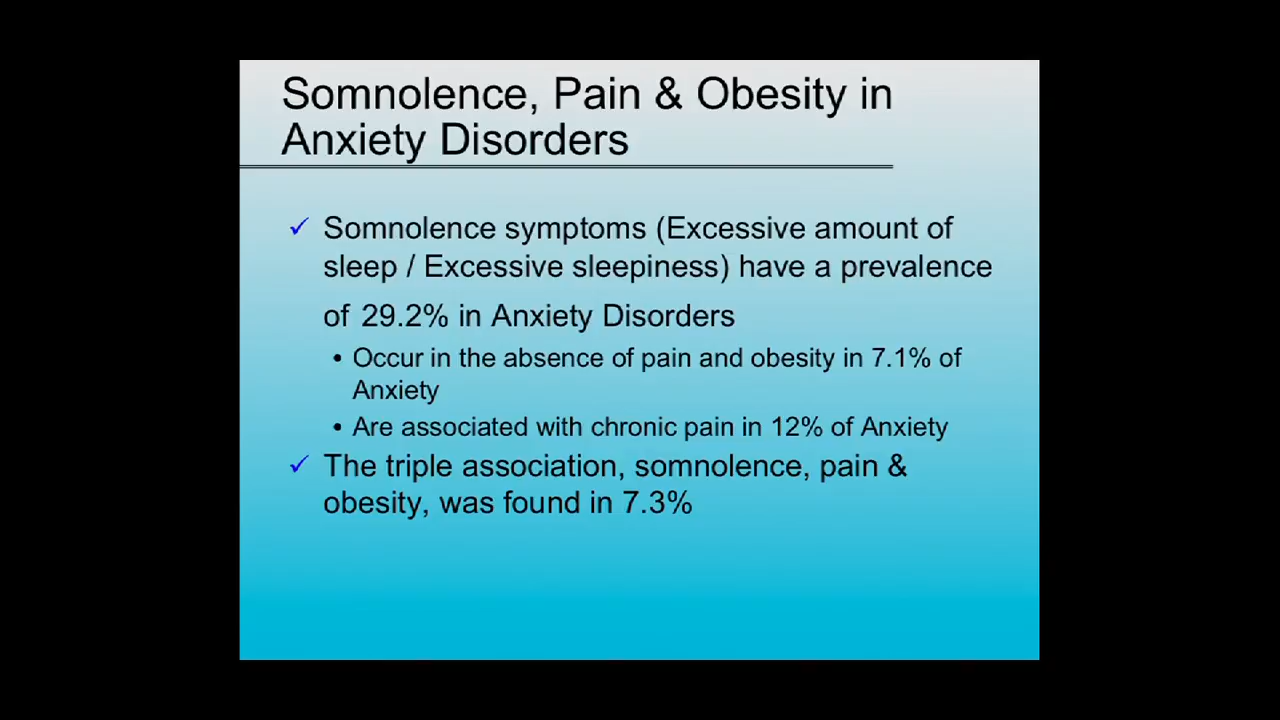 Somnolence, Pain & Obesity in
Anxiety Disorders
✓ Somnolence symptoms (Excessive amount of
sleep / Excessive sleepiness) have a prevalence
of 29.2% in Anxiety Disorders
• Occur in the absence of pain and obesity in 7.1% of
Anxiety
• Are associated with chronic pain in 12% of Anxiety
✓ The triple association, somnolence, pain &
obesity, was found in 7.3%